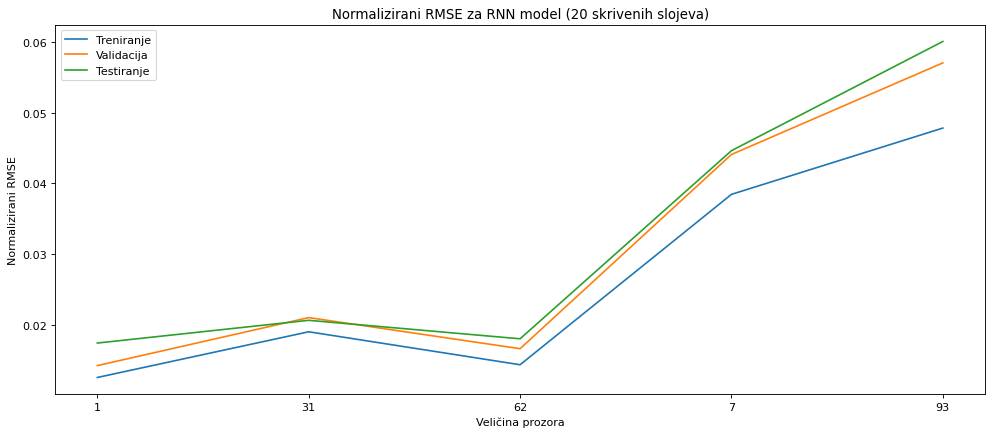 Normalizirani RMSE za RNN model (20 skrivenih slojeva)
Treniranje
Validacija
Testiranje
Normalizirani RMSE
0.06
0.05
0.04
0.03
0.02
1 31 62 7 93
Veličina prozora